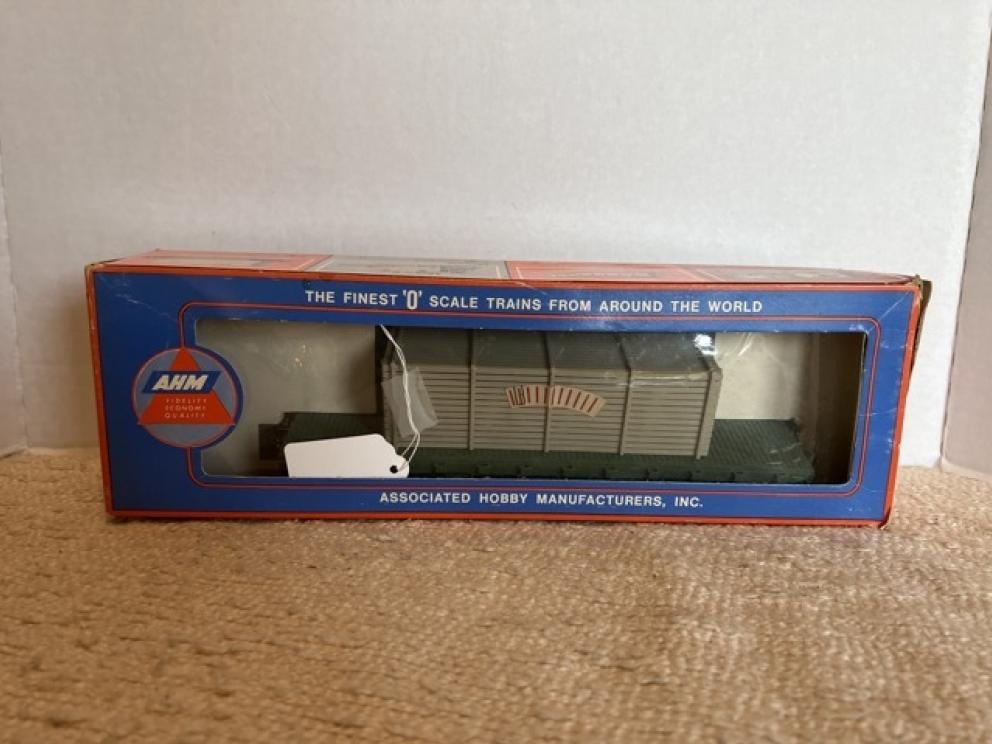 THE FINEST 'O' SCALE TRAINS FROM AROUND THE WORLD
AHM
FIDELITY
ECONOMY
QUALITY
ASSOCIATED HOBBY MANUFACTURERS, INC.